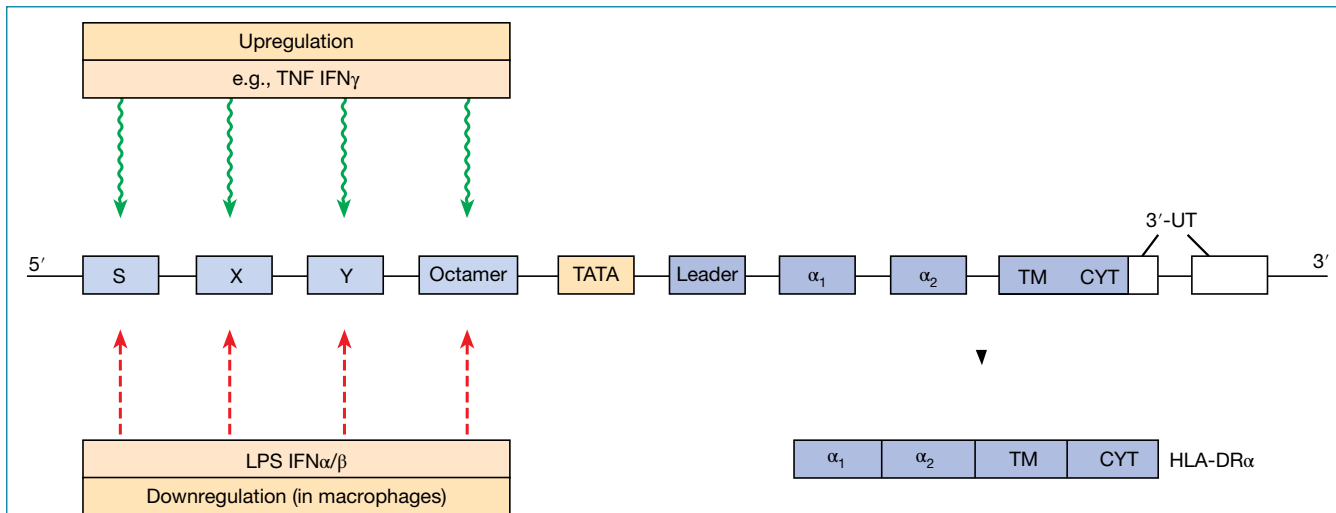 Upregulation
e.g., TNF IFNγ
3′-UT
5′ S X Y Octamer TATA Leader α₁ α₂ TM CYT 3′
LPS IFNα/β
Downregulation (in macrophages)
α₁ α₂ TM CYT HLA-DRα